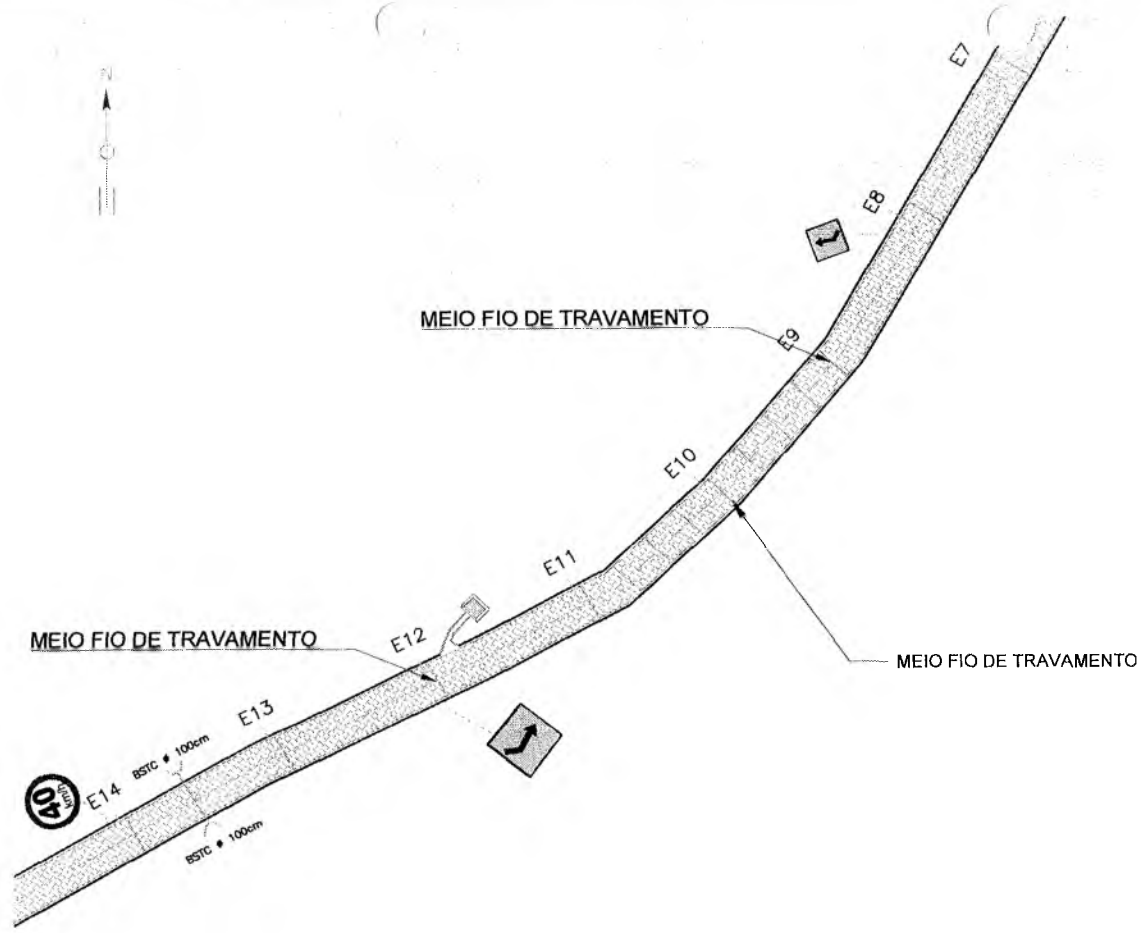 N
E7
E8
MEIO FIO DE TRAVAMENTO
E9
E10
E11
MEIO FIO DE TRAVAMENTO
E12
MEIO FIO DE TRAVAMENTO
E13
BSTC ø 100cm
40
km/h
E14
BSTC ø 100cm